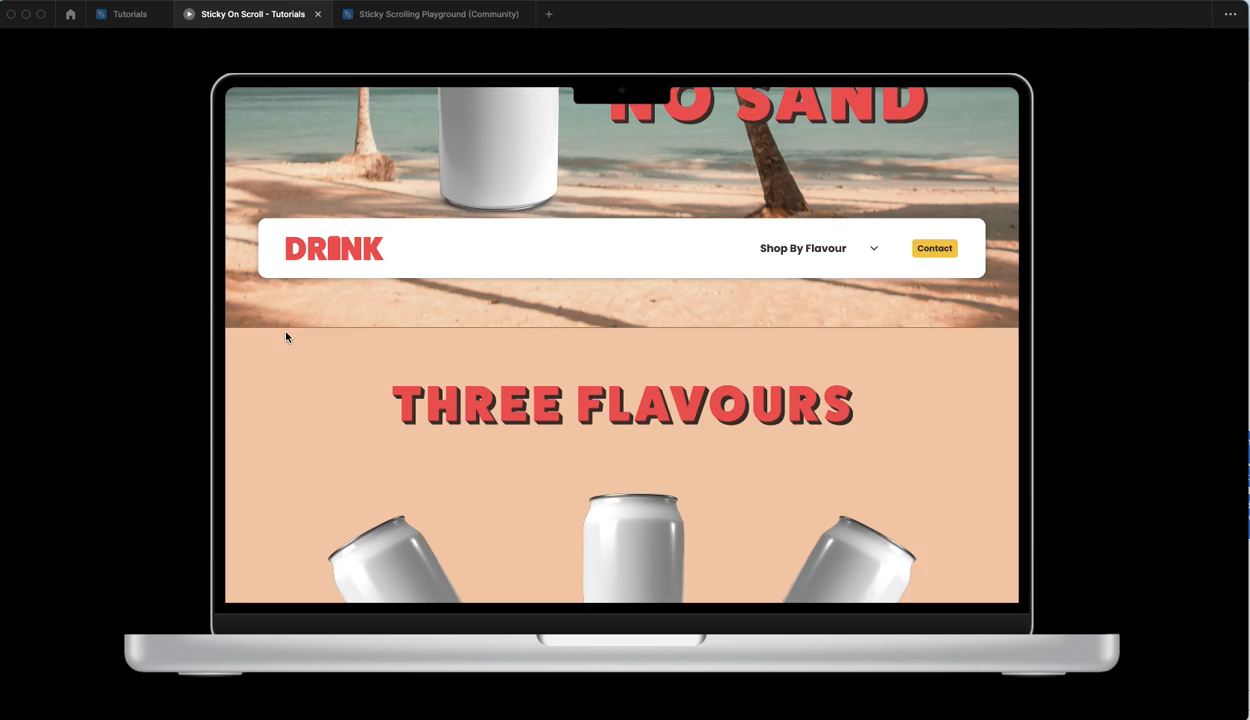 Tutorials
Sticky On Scroll - Tutorials
Sticky Scrolling Playground (Community)
NO SAND
DRINK
Shop By Flavour
Contact
THREE FLAVOURS